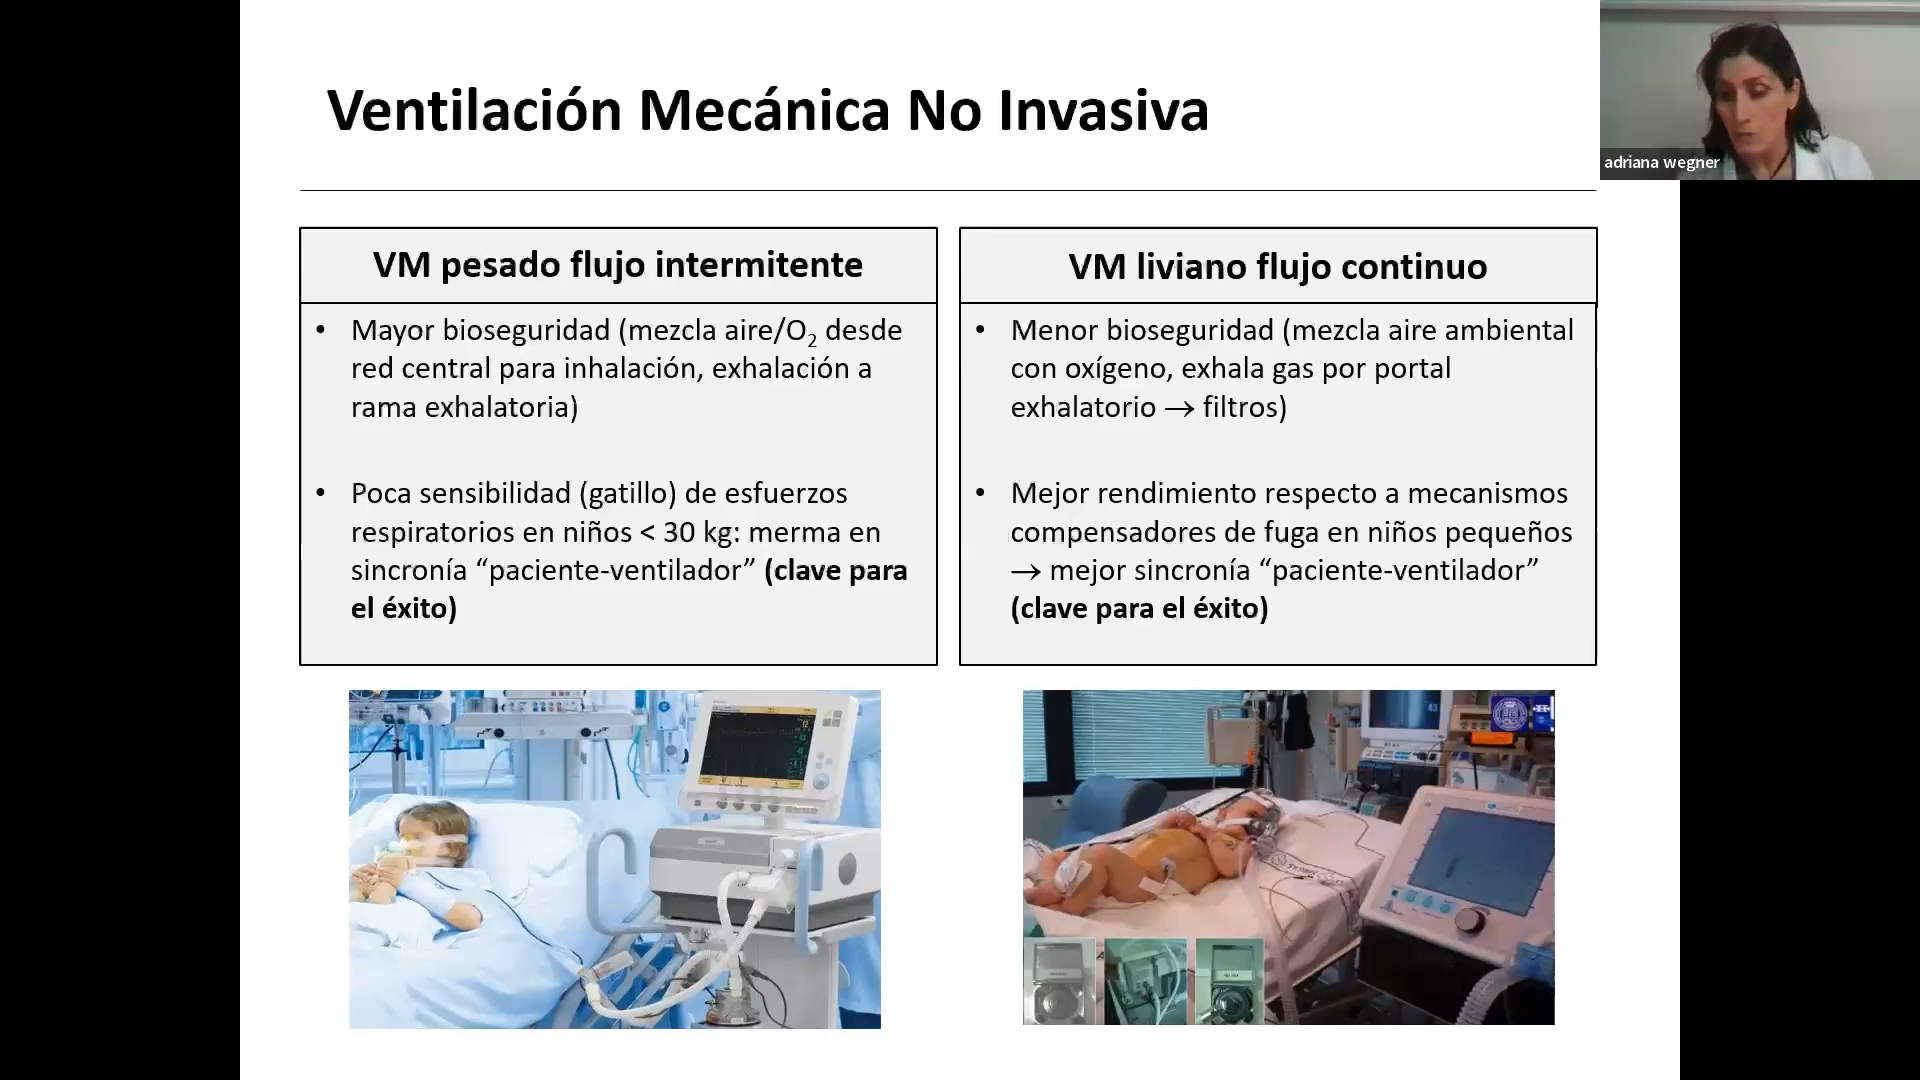 Ventilación Mecánica No Invasiva
adriana wegner
VM pesado flujo intermitente
• Mayor bioseguridad (mezcla aire/O₂ desde
red central para inhalación, exhalación a
rama exhalatoria)
• Poca sensibilidad (gatillo) de esfuerzos
respiratorios en niños < 30 kg: merma en
sincronía “paciente-ventilador” (clave para
el éxito)
VM liviano flujo continuo
• Menor bioseguridad (mezcla aire ambiental
con oxígeno, exhala gas por portal
exhalatorio → filtros)
• Mejor rendimiento respecto a mecanismos
compensadores de fuga en niños pequeños
→ mejor sincronía “paciente-ventilador”
(clave para el éxito)